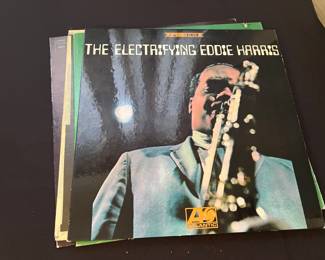 THE ELECTRIFYING EDDIE HARRIS
ATLANTIC